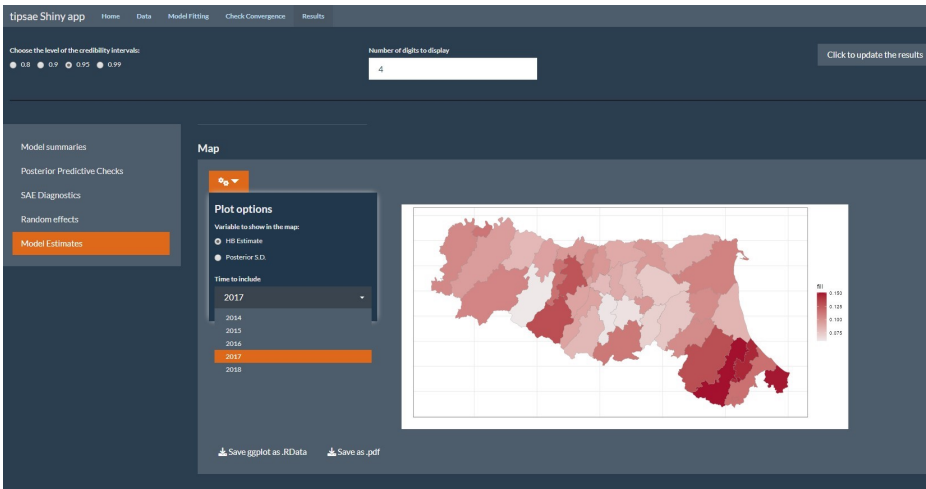 tipsae Shiny app Home Data Model Fitting Check Convergence Results
Choose the level of the credibility intervals:
0.8 0.9 0.95 0.99
Number of digits to display
4
Click to update the results
Model summaries
Posterior Predictive Checks
SAE Diagnostics
Random effects
Model Estimates
Map
Plot options
Variable to show in the map:
HB Estimate
Posterior S.D.
Time to include
2017
2014
2015
2016
2017
2018
fill
0.150
0.125
0.100
0.075
Save ggplot as .RData Save as .pdf